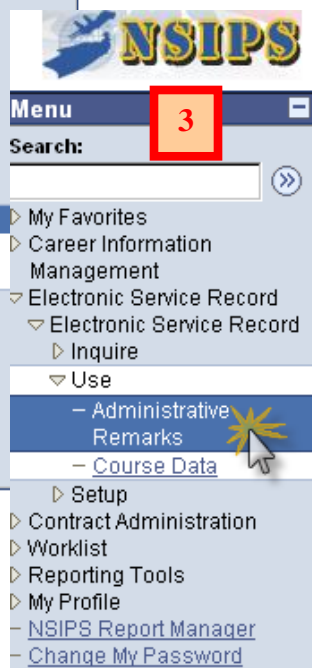 NSIPS
Menu
3
Search:
My Favorites
Career Information
Management
Electronic Service Record
Electronic Service Record
Inquire
Use
Administrative
Remarks
Course Data
Setup
Contract Administration
Worklist
Reporting Tools
My Profile
NSIPS Report Manager
Change My Password